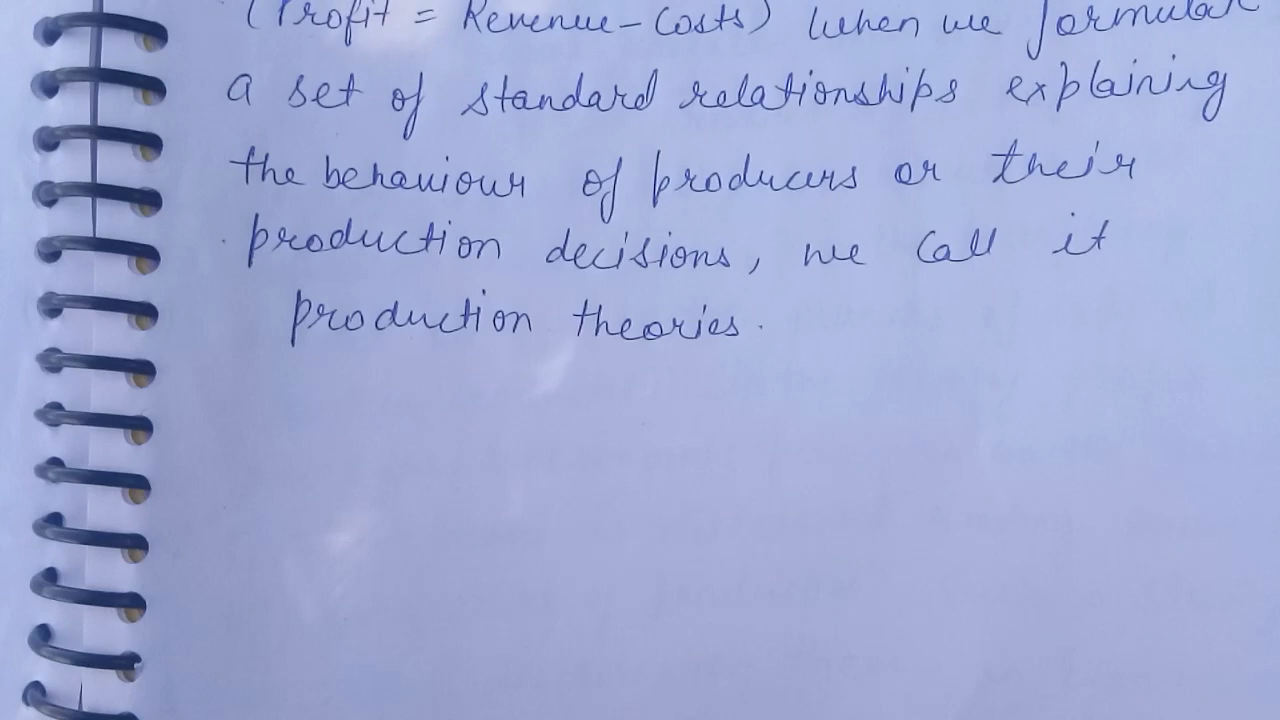 (Profit = Revenue - Costs) when we formulate
a set of standard relationships explaining
the behaviour of producers or their
production decisions, we call it
production theories.